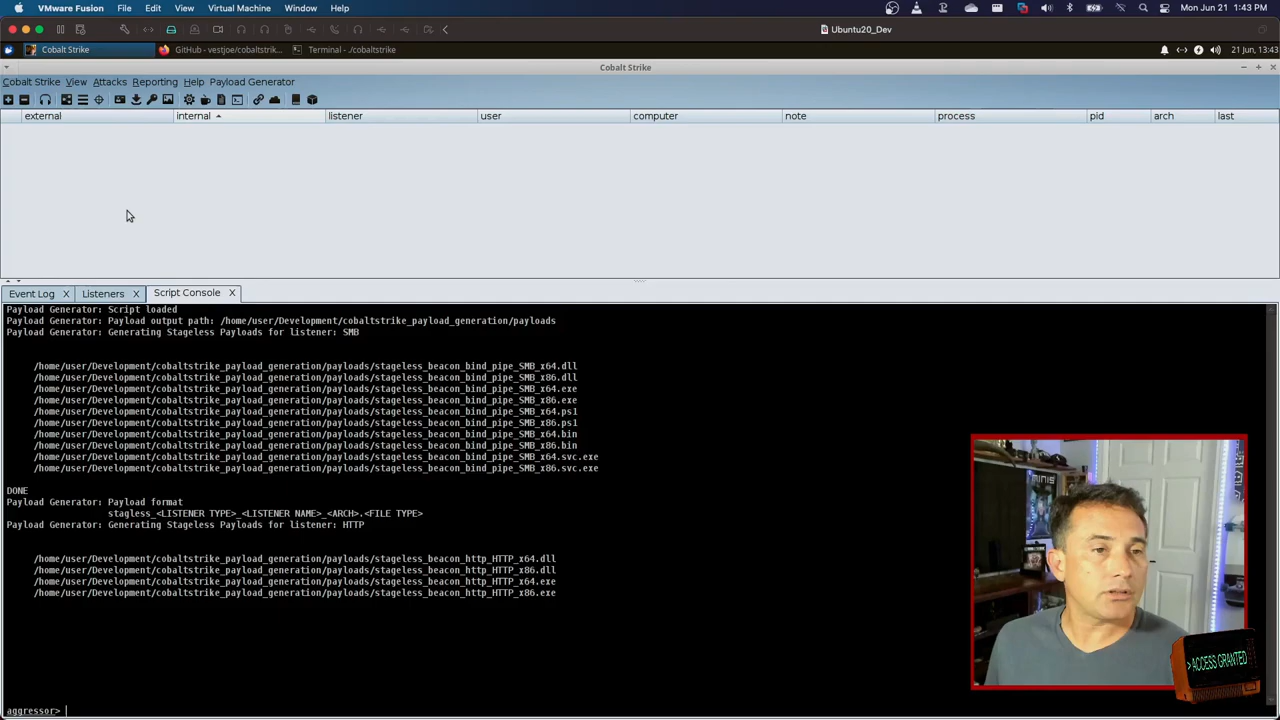 VMware Fusion File Edit View Virtual Machine Window Help Mon Jun 21 1:43 PM
Ubuntu20_Dev
Cobalt Strike GitHub - vestjoe/cobaltstrik... Terminal - ./cobaltstrike 21 Jun, 13:43
Cobalt Strike
Cobalt Strike View Attacks Reporting Help Payload Generator
external internal listener user computer note process pid arch last
Event Log X Listeners X Script Console X
Payload Generator: Script loaded
Payload Generator: Payload output path: /home/user/Development/cobaltstrike_payload_generation/payloads
Payload Generator: Generating Stageless Payloads for listener: SMB
/home/user/Development/cobaltstrike_payload_generation/payloads/stageless_beacon_bind_pipe_SMB_x64.dll
/home/user/Development/cobaltstrike_payload_generation/payloads/stageless_beacon_bind_pipe_SMB_x86.dll
/home/user/Development/cobaltstrike_payload_generation/payloads/stageless_beacon_bind_pipe_SMB_x64.exe
/home/user/Development/cobaltstrike_payload_generation/payloads/stageless_beacon_bind_pipe_SMB_x86.exe
/home/user/Development/cobaltstrike_payload_generation/payloads/stageless_beacon_bind_pipe_SMB_x64.ps1
/home/user/Development/cobaltstrike_payload_generation/payloads/stageless_beacon_bind_pipe_SMB_x86.ps1
/home/user/Development/cobaltstrike_payload_generation/payloads/stageless_beacon_bind_pipe_SMB_x64.bin
/home/user/Development/cobaltstrike_payload_generation/payloads/stageless_beacon_bind_pipe_SMB_x86.bin
/home/user/Development/cobaltstrike_payload_generation/payloads/stageless_beacon_bind_pipe_SMB_x64.svc.exe
/home/user/Development/cobaltstrike_payload_generation/payloads/stageless_beacon_bind_pipe_SMB_x86.svc.exe
DONE
Payload Generator: Payload format
stagless_<LISTENER TYPE>_<LISTENER NAME>_<ARCH>.<FILE TYPE>
Payload Generator: Generating Stageless Payloads for listener: HTTP
/home/user/Development/cobaltstrike_payload_generation/payloads/stageless_beacon_http_HTTP_x64.dll
/home/user/Development/cobaltstrike_payload_generation/payloads/stageless_beacon_http_HTTP_x86.dll
/home/user/Development/cobaltstrike_payload_generation/payloads/stageless_beacon_http_HTTP_x64.exe
/home/user/Development/cobaltstrike_payload_generation/payloads/stageless_beacon_http_HTTP_x86.exe
>ACCESS GRANTED
aggressor>